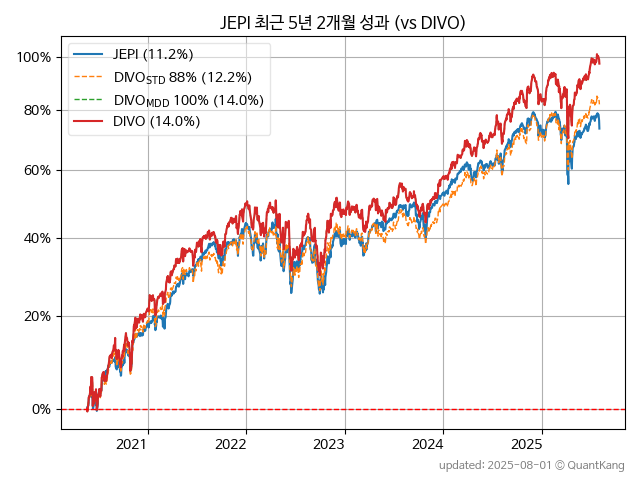 JEPI 최근 5년 2개월 성과 (vs DIVO)
JEPI (11.2%)
DIVO_STD 88% (12.2%)
DIVO_MDD 100% (14.0%)
DIVO (14.0%)
100%
80%
60%
40%
20%
0%
2021 2022 2023 2024 2025
updated: 2025-08-01 © QuantKang